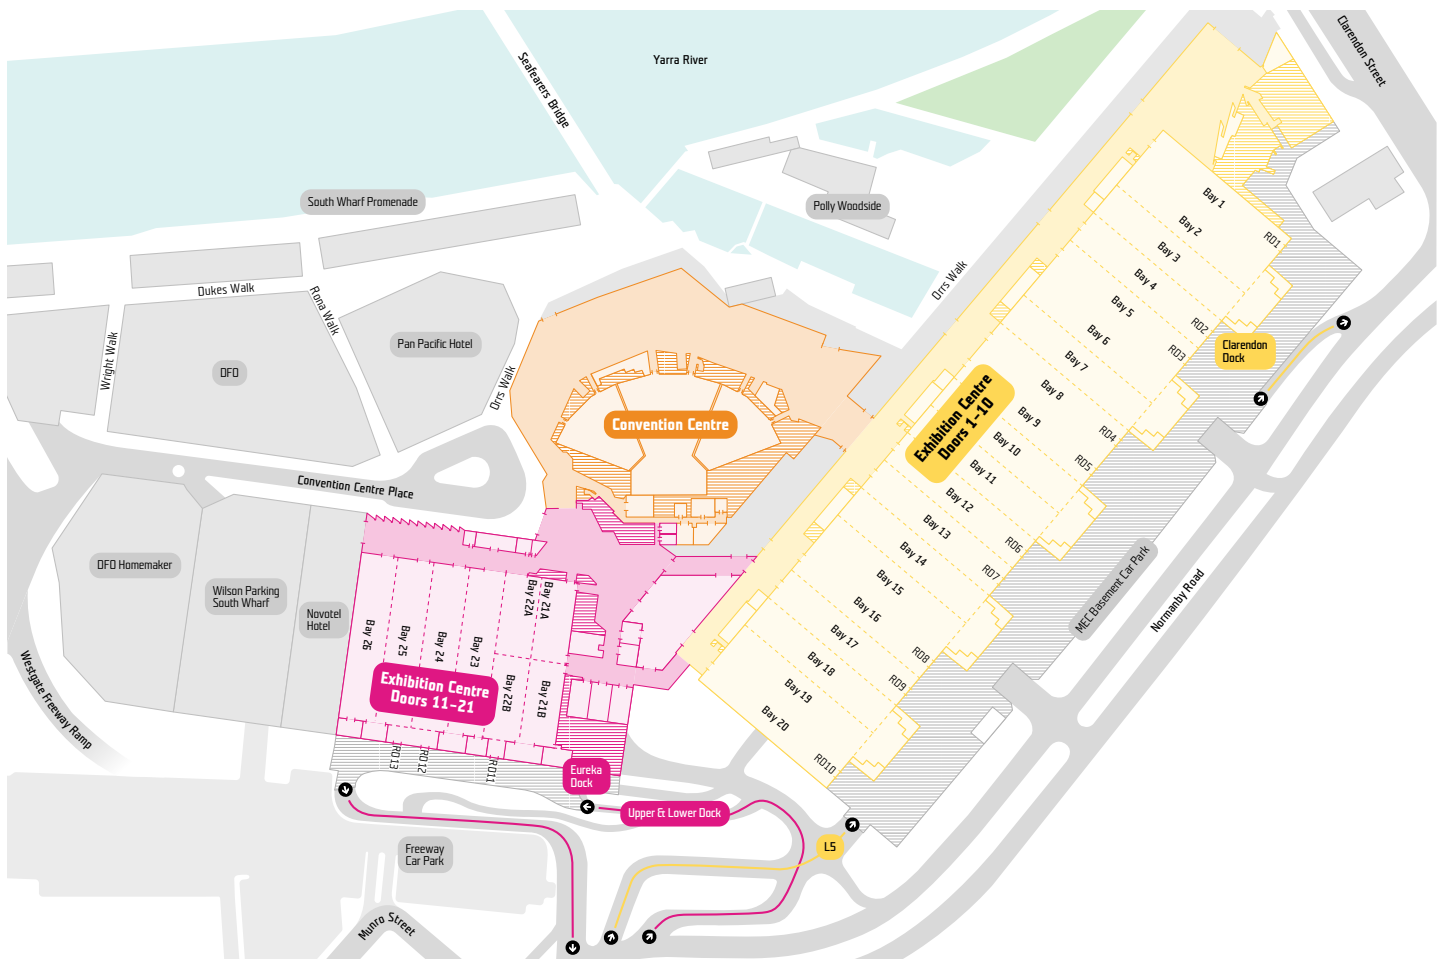 Clarendon Street
Yarra River
Seafearers Bridge
South Wharf Promenade
Polly Woodside
Orrs Walk
Dukes Walk
Rona Walk
Wright Walk
Pan Pacific Hotel
DFO
Orrs Walk
Convention Centre
Convention Centre Place
DFO Homemaker
Wilson Parking
South Wharf
Novotel
Hotel
Westgate Freeway Ramp
Bay 1
Bay 2
Bay 3
Bay 4
Bay 5
Bay 6
Bay 7
Bay 8
Bay 9
Bay 10
Bay 11
Bay 12
Bay 13
Bay 14
Bay 15
Bay 16
Bay 17
Bay 18
Bay 19
Bay 20
RD1
RD2
RD3
RD4
RD5
RD6
RD7
RD8
RD9
RD10
Exhibition Centre
Doors 1-10
Clarendon
Dock
MEC Basement Car Park
Normanby Road
Bay 21A
Bay 22A
Bay 23
Bay 24
Bay 25
Bay 26
Bay 22B
Bay 21B
Exhibition Centre
Doors 11-21
RD13
RD12
RD11
Eureka
Dock
Upper & Lower Dock
L5
Freeway
Car Park
Munro Street